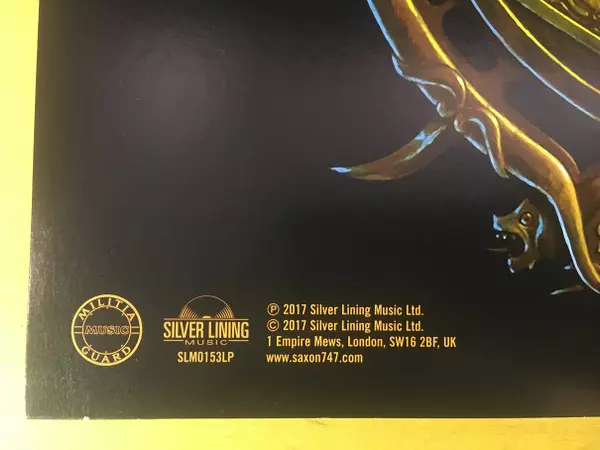 MILITIA
MUSIC
GUARD
SILVER LINING
MUSIC
SLM0153LP
℗ 2017 Silver Lining Music Ltd.
© 2017 Silver Lining Music Ltd.
1 Empire Mews, London, SW16 2BF, UK
www.saxon747.com